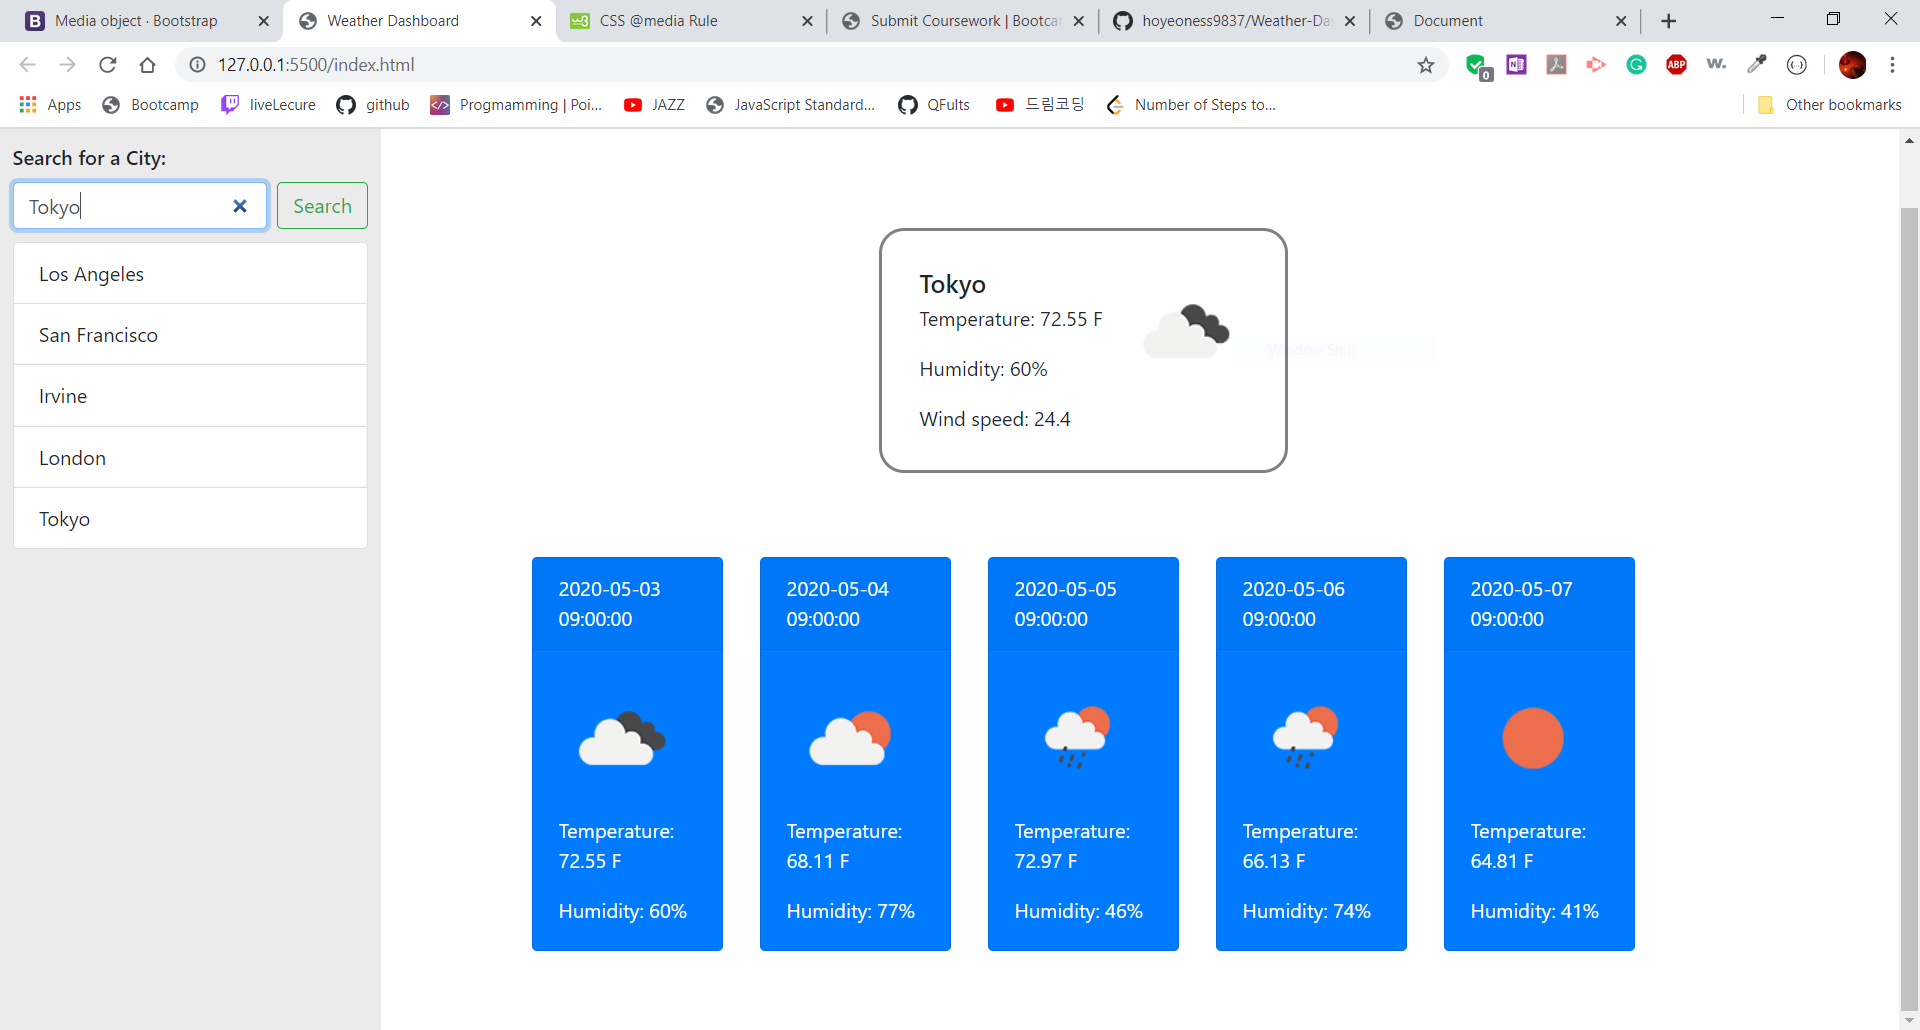 Media object · Bootstrap
Weather Dashboard
CSS @media Rule
Submit Coursework | Bootca
hoyeoness9837/Weather-Da
Document
127.0.0.1:5500/index.html
0
ABP
w.
Apps
Bootcamp
liveLecure
github
Progmamming | Poi...
JAZZ
JavaScript Standard...
QFults
드림코딩
Number of Steps to...
Other bookmarks
Search for a City:
Tokyo
Search
Los Angeles
San Francisco
Irvine
London
Tokyo
Tokyo
Temperature: 72.55 F
Humidity: 60%
Wind speed: 24.4
Window Snip
2020-05-03
09:00:00
Temperature:
72.55 F
Humidity: 60%
2020-05-04
09:00:00
Temperature:
68.11 F
Humidity: 77%
2020-05-05
09:00:00
Temperature:
72.97 F
Humidity: 46%
2020-05-06
09:00:00
Temperature:
66.13 F
Humidity: 74%
2020-05-07
09:00:00
Temperature:
64.81 F
Humidity: 41%